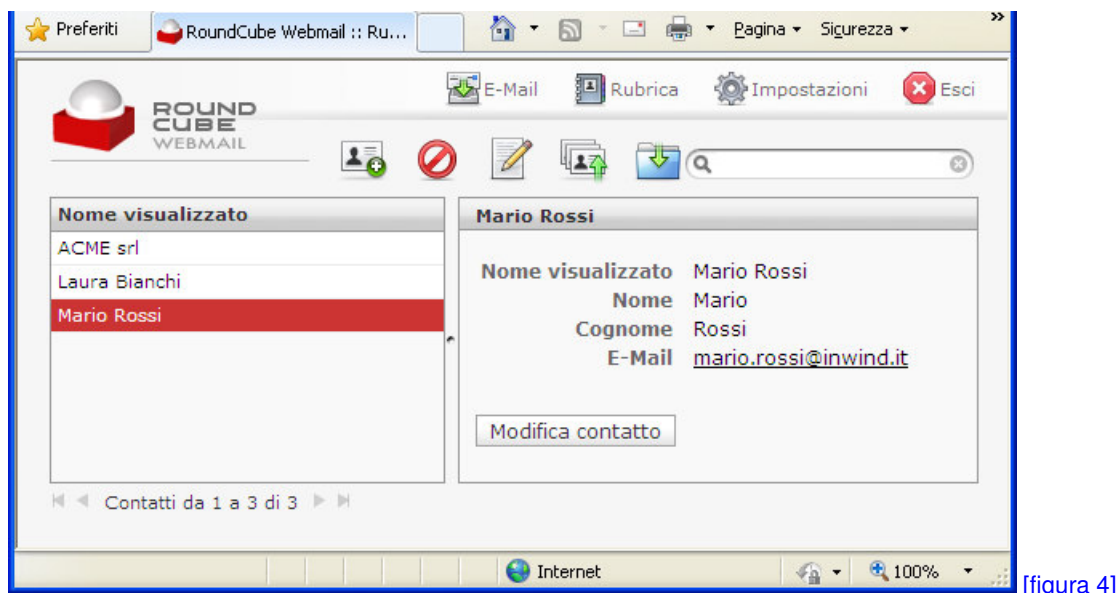 Preferiti RoundCube Webmail :: Ru... Pagina Sicurezza »
E-Mail Rubrica Impostazioni Esci
ROUND
CUBE
WEBMAIL
Nome visualizzato
ACME srl
Laura Bianchi
Mario Rossi
Contatti da 1 a 3 di 3
Mario Rossi
Nome visualizzato Mario Rossi
Nome Mario
Cognome Rossi
E-Mail mario.rossi@inwind.it
Modifica contatto
Internet 100%
[figura 4]